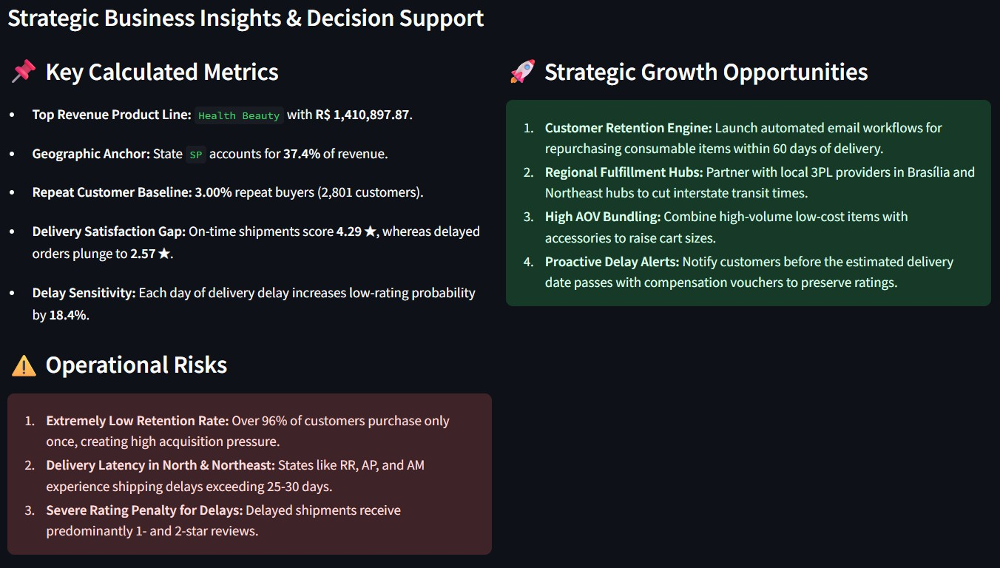 Strategic Business Insights & Decision Support
📌 Key Calculated Metrics
• Top Revenue Product Line: Health Beauty with R$ 1,410,897.87.
• Geographic Anchor: State SP accounts for 37.4% of revenue.
• Repeat Customer Baseline: 3.00% repeat buyers (2,801 customers).
• Delivery Satisfaction Gap: On-time shipments score 4.29 ★, whereas delayed
orders plunge to 2.57 ★.
• Delay Sensitivity: Each day of delivery delay increases low-rating probability
by 18.4%.
⚠️ Operational Risks
1. Extremely Low Retention Rate: Over 96% of customers purchase only
once, creating high acquisition pressure.
2. Delivery Latency in North & Northeast: States like RR, AP, and AM
experience shipping delays exceeding 25-30 days.
3. Severe Rating Penalty for Delays: Delayed shipments receive
predominantly 1- and 2-star reviews.
🚀 Strategic Growth Opportunities
1. Customer Retention Engine: Launch automated email workflows for
repurchasing consumable items within 60 days of delivery.
2. Regional Fulfillment Hubs: Partner with local 3PL providers in Brasília and
Northeast hubs to cut interstate transit times.
3. High AOV Bundling: Combine high-volume low-cost items with
accessories to raise cart sizes.
4. Proactive Delay Alerts: Notify customers before the estimated delivery
date passes with compensation vouchers to preserve ratings.